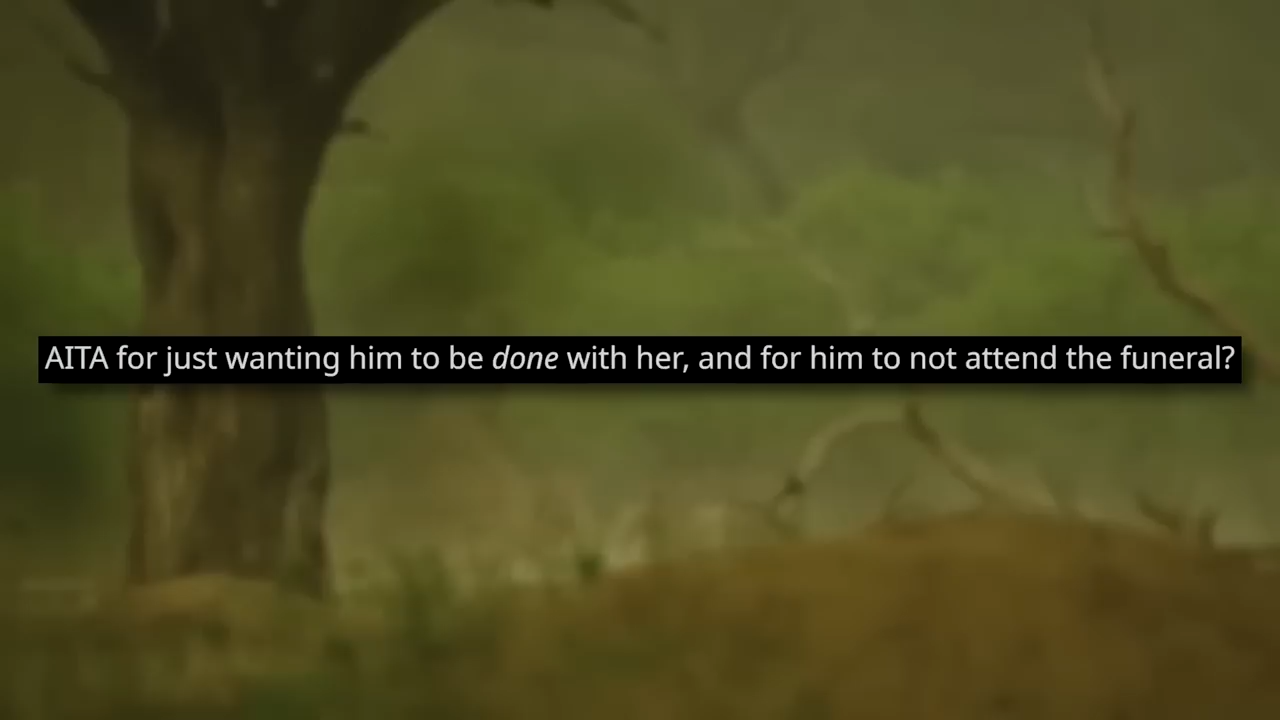 AITA for just wanting him to be done with her, and for him to not attend the funeral?